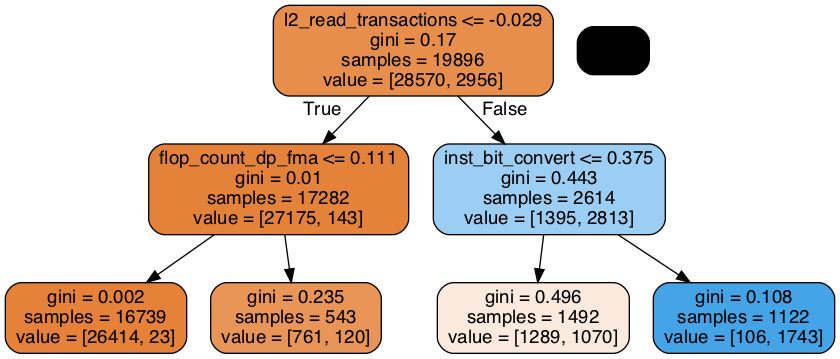 l2_read_transactions <= -0.029
gini = 0.17
samples = 19896
value = [28570, 2956]
True
False
flop_count_dp_fma <= 0.111
gini = 0.01
samples = 17282
value = [27175, 143]
inst_bit_convert <= 0.375
gini = 0.443
samples = 2614
value = [1395, 2813]
gini = 0.002
samples = 16739
value = [26414, 23]
gini = 0.235
samples = 543
value = [761, 120]
gini = 0.496
samples = 1492
value = [1289, 1070]
gini = 0.108
samples = 1122
value = [106, 1743]